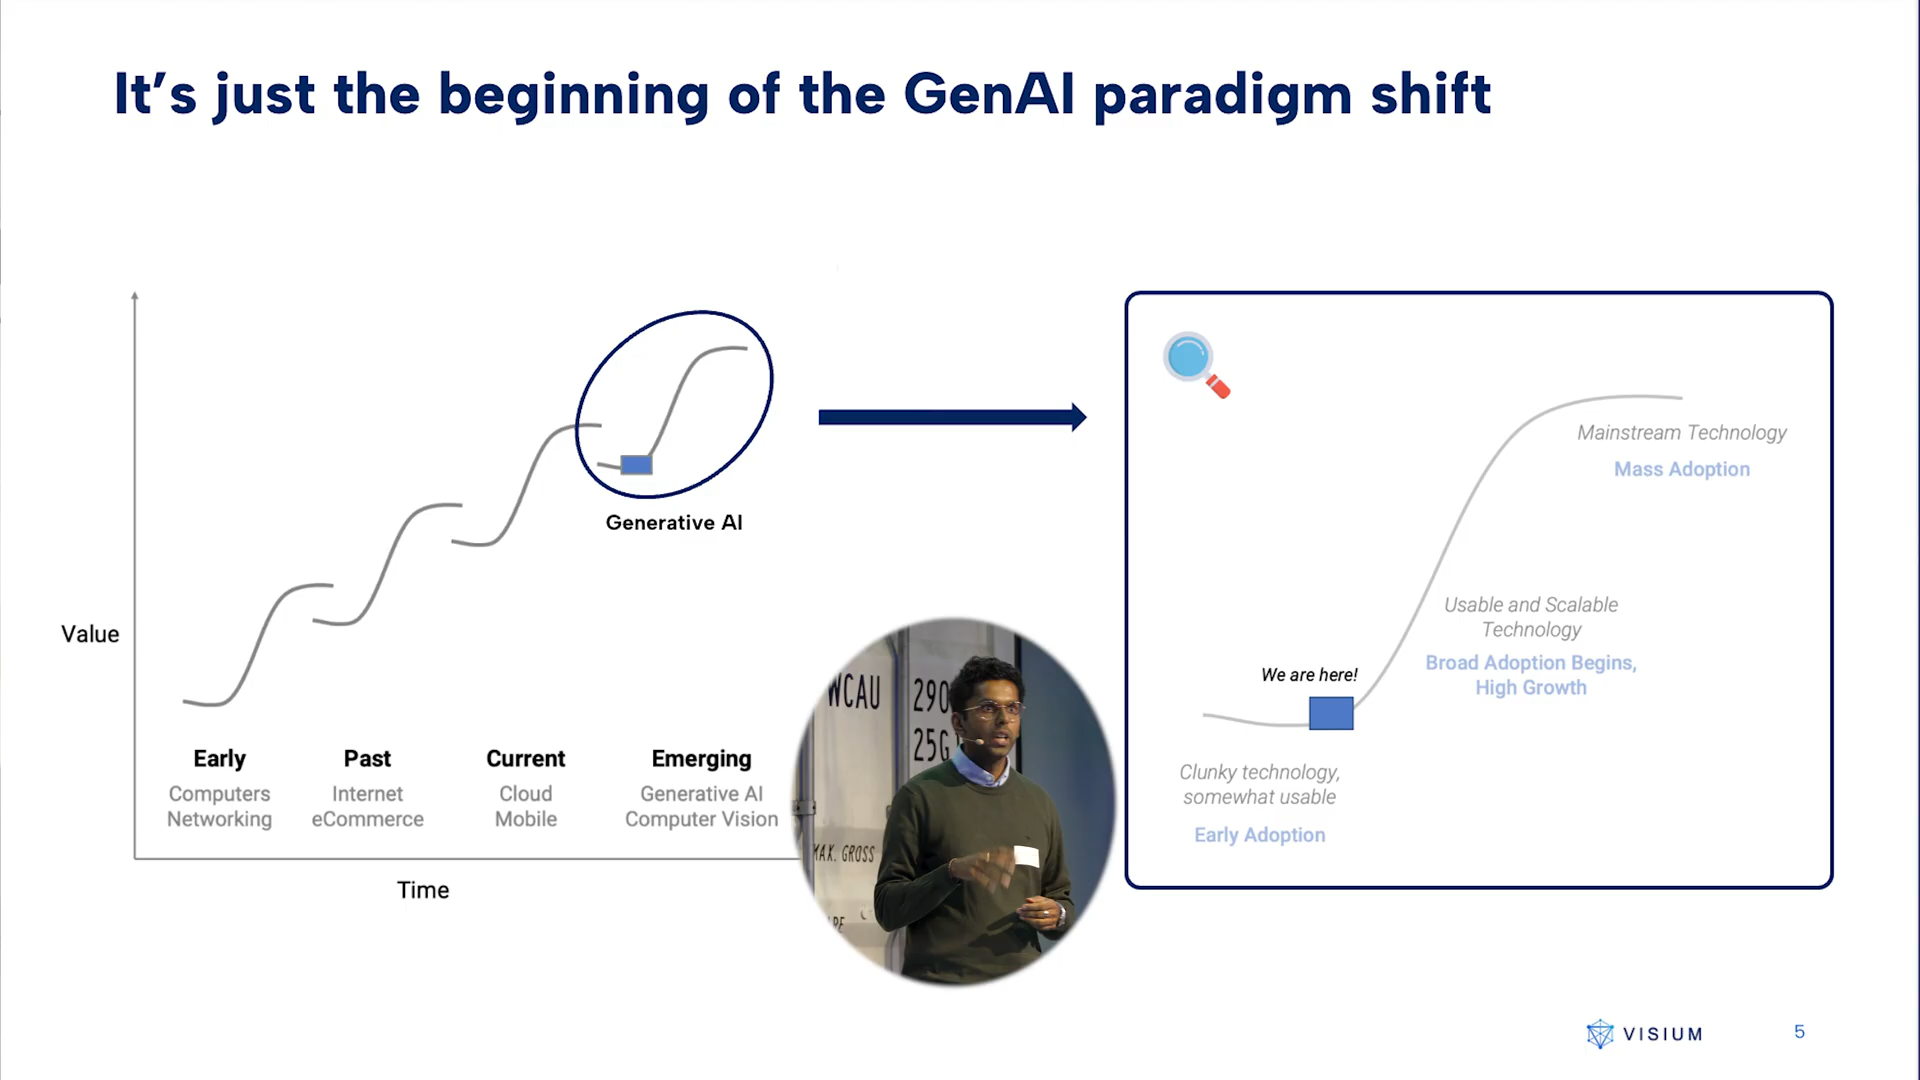 It's just the beginning of the GenAI paradigm shift
Value
Generative AI
Early
Computers
Networking
Past
Internet
eCommerce
Current
Cloud
Mobile
Emerging
Generative AI
Computer Vision
Time
WCAU
290
25G
MAX. GROSS
Mainstream Technology
Mass Adoption
Usable and Scalable
Technology
Broad Adoption Begins,
High Growth
We are here!
Clunky technology,
somewhat usable
Early Adoption
VISIUM
5